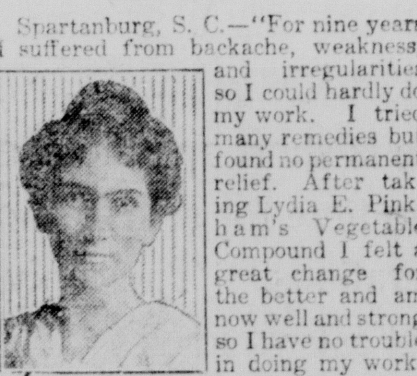 Spartanburg, S. C.—"For nine years
I suffered from backache, weakness,
and irregularities
so I could hardly do
my work. I tried
many remedies but
found no permanent
relief. After tak-
ing Lydia E. Pink-
ham's Vegetable
Compound I felt a
great change for
the better and am
now well and strong
so I have no trouble
in doing my work.